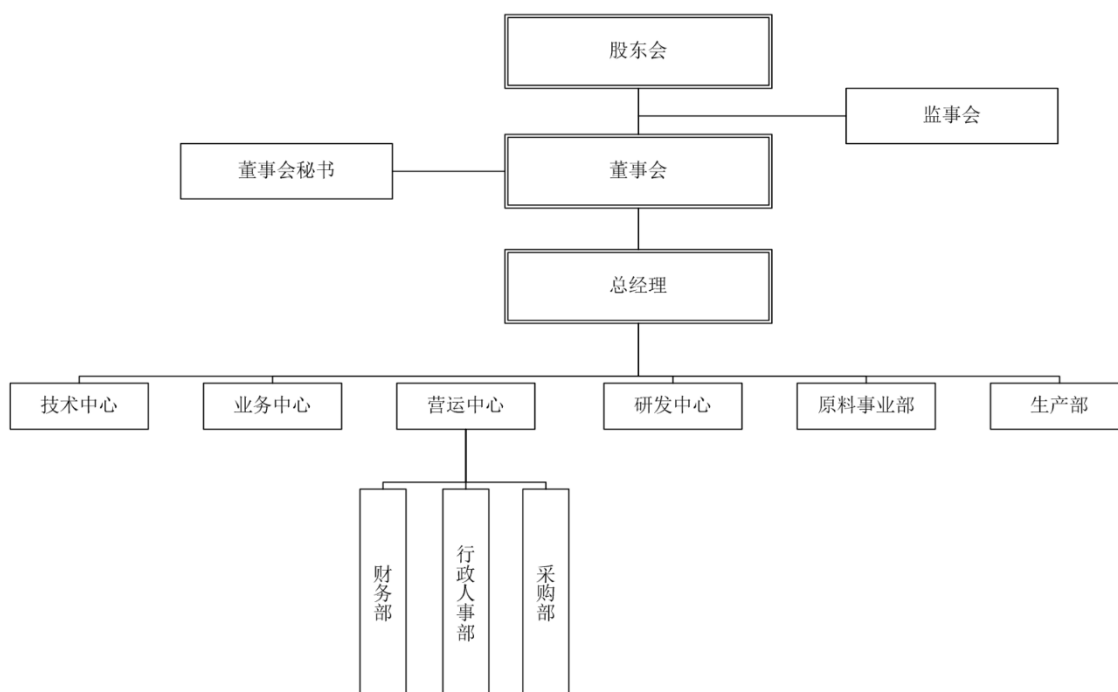 股东会
监事会
董事会秘书
董事会
总经理
技术中心
业务中心
营运中心
研发中心
原料事业部
生产部
财务部
行政人事部
采购部